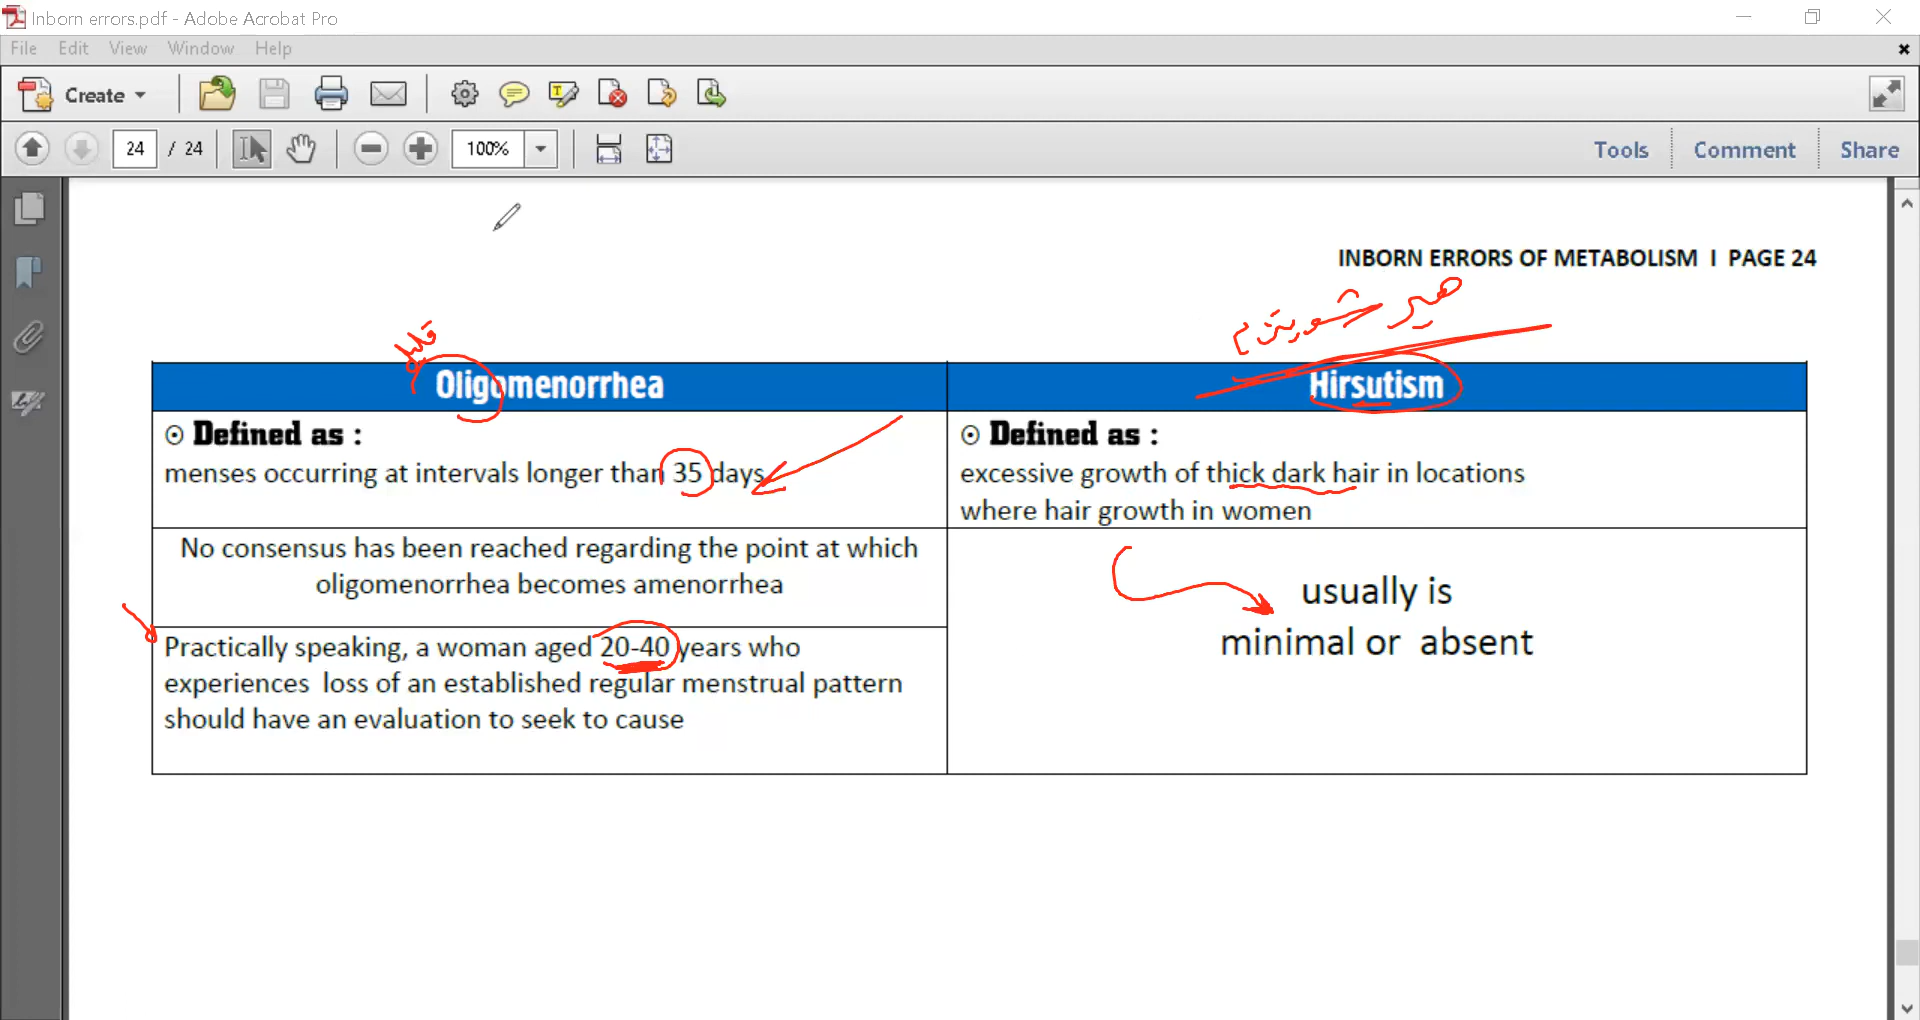 Inborn errors.pdf - Adobe Acrobat Pro
File Edit View Window Help
Create
24 / 24 100% Tools Comment Share
INBORN ERRORS OF METABOLISM I PAGE 24
قليل
Oligomenorrhea
Defined as :
menses occurring at intervals longer than 35 days
No consensus has been reached regarding the point at which
oligomenorrhea becomes amenorrhea
Practically speaking, a woman aged 20-40 years who
experiences loss of an established regular menstrual pattern
should have an evaluation to seek to cause
هير
Hirsutism
Defined as :
excessive growth of thick dark hair in locations
where hair growth in women
usually is
minimal or absent